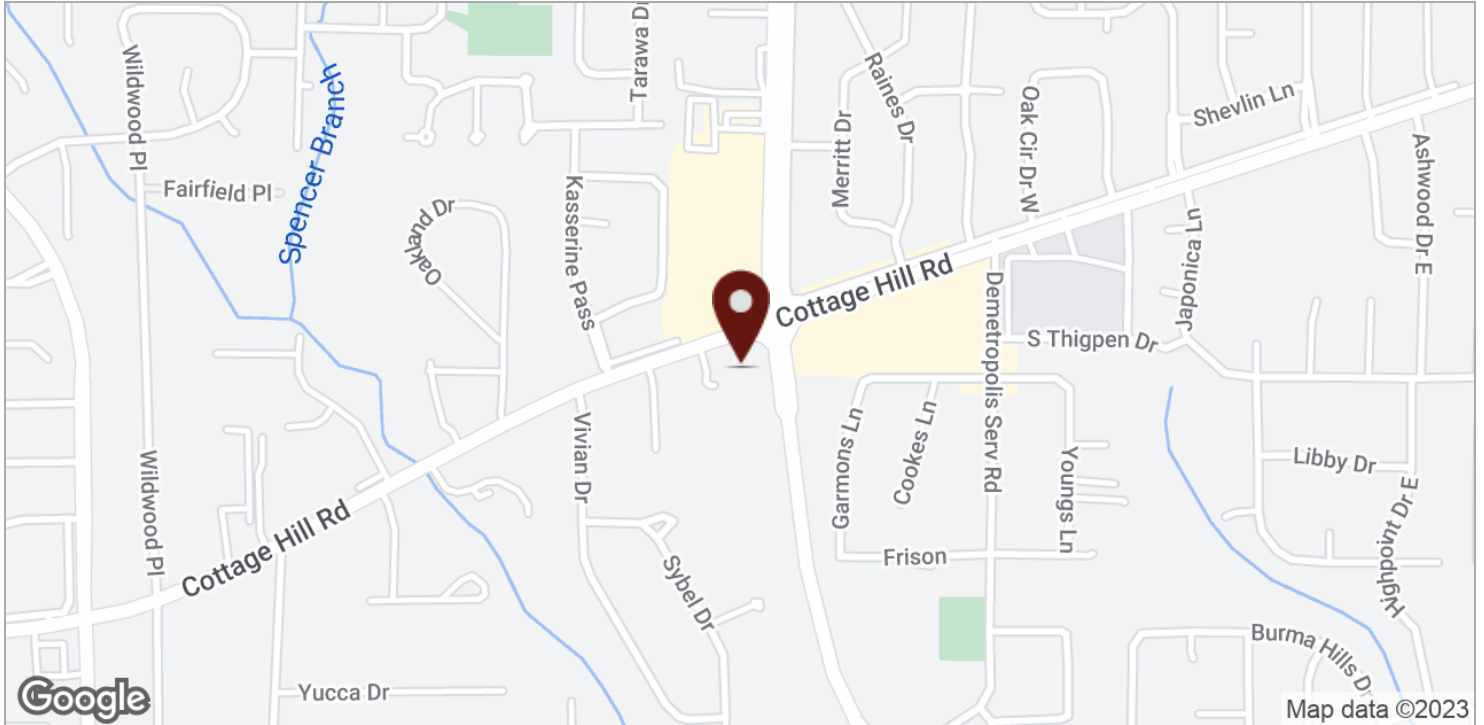 Tarawa Dr
Wildwood Pl
Spencer Branch
Raines Dr
Oak Cir Dr W
Shevlin Ln
Merritt Dr
Ashwood Dr E
Fairfield Pl
Kasserine Pass
Oakland Dr
Japonica Ln
Cottage Hill Rd
Demetropolis Serv Rd
S Thigpen Dr
Garmons Ln
Cookes Ln
Vivian Dr
Wildwood Pl
Youngs Ln
Libby Dr
Highpoint Dr E
Cottage Hill Rd
Frison
Sybel Dr
Burma Hills Dr
Yucca Dr
Google
Map data ©2023